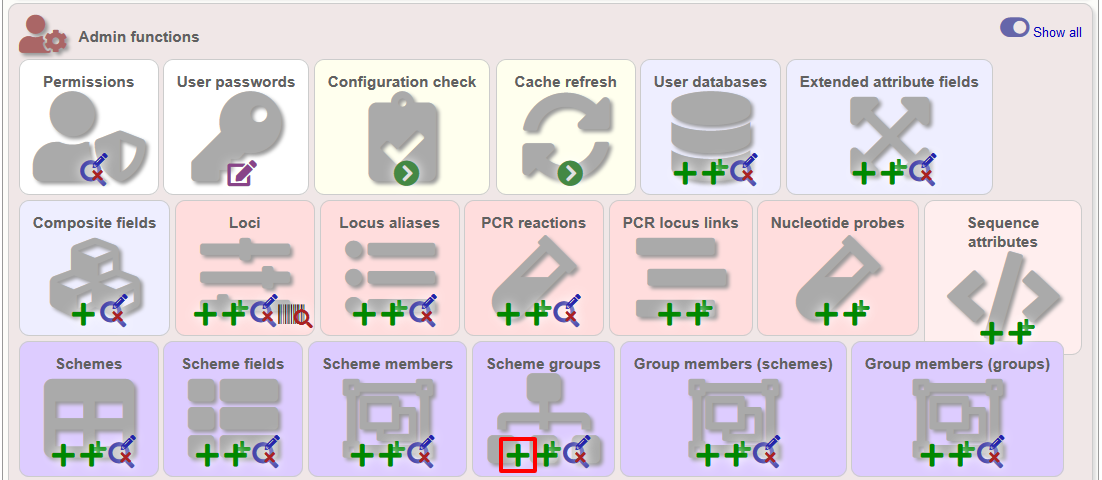 Admin functions
Show all
Permissions
User passwords
Configuration check
Cache refresh
User databases
Extended attribute fields
Composite fields
Loci
Locus aliases
PCR reactions
PCR locus links
Nucleotide probes
Sequence
attributes
Schemes
Scheme fields
Scheme members
Scheme groups
Group members (schemes)
Group members (groups)